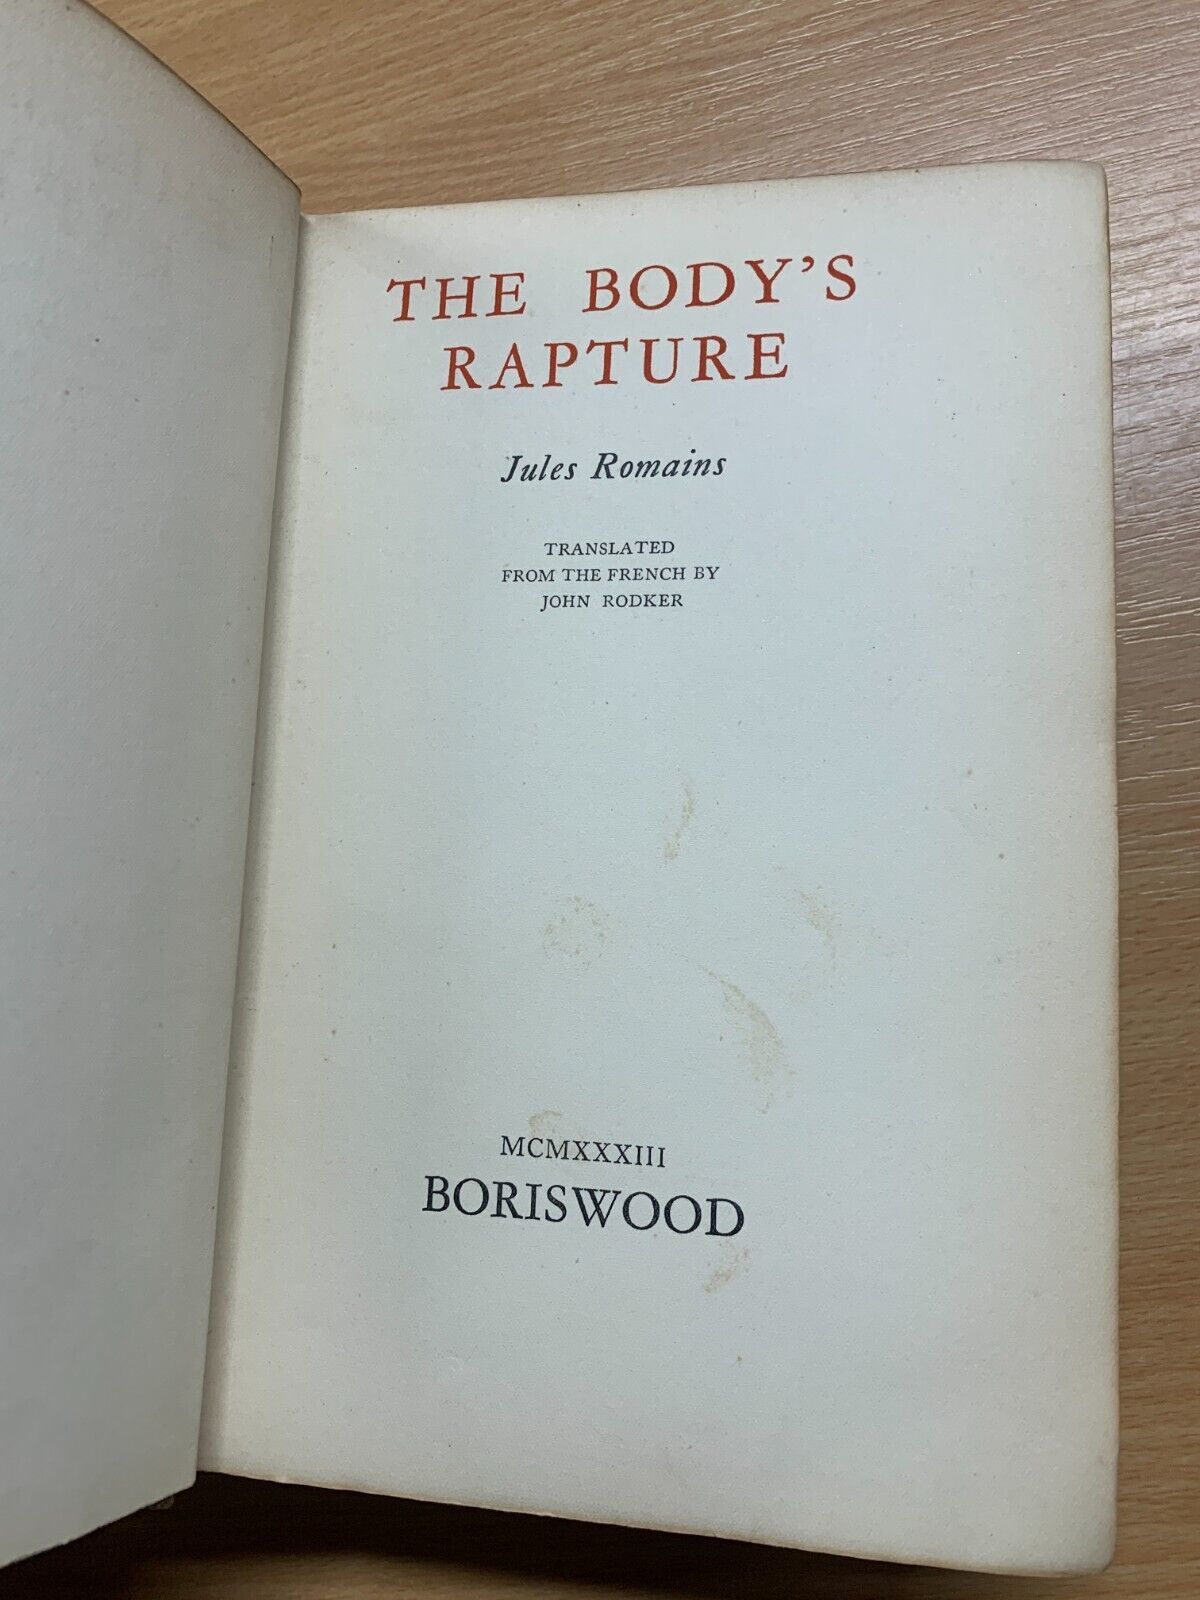 THE BODY’S
RAPTURE
Jules Romains
TRANSLATED
FROM THE FRENCH BY
JOHN RODKER
MCMXXXIII
BORISWOOD